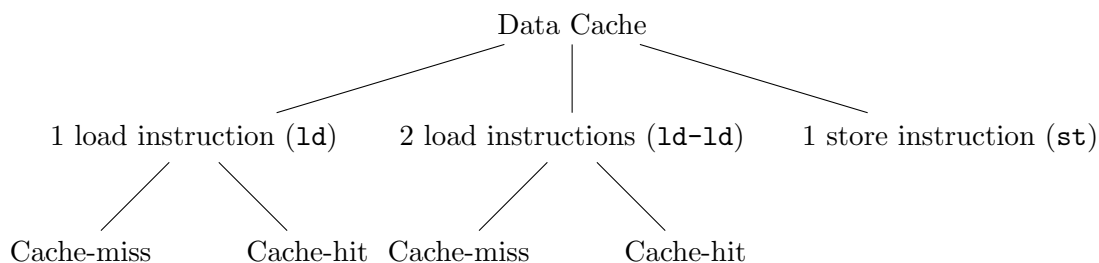 Data Cache
1 load instruction (ld) 2 load instructions (ld-ld) 1 store instruction (st)
Cache-miss Cache-hit Cache-miss Cache-hit